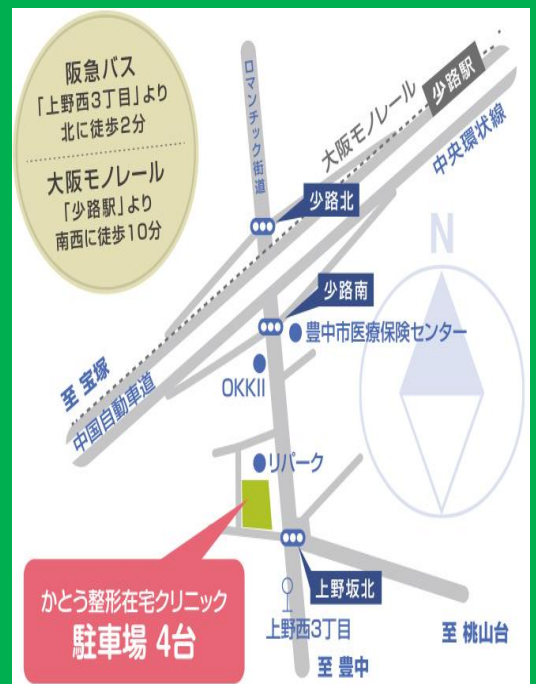 阪急バス
「上野西3丁目」より
北に徒歩2分
大阪モノレール
「少路駅」より
南西に徒歩10分
ロマンチック街道
大阪モノレール
少路駅
中央環状線
少路北
N
少路南
豊中市医療保険センター
OKKII
至 宝塚
中国自動車道
リパーク
かとう整形在宅クリニック
駐車場 4台
上野坂北
上野西3丁目
至 桃山台
至 豊中